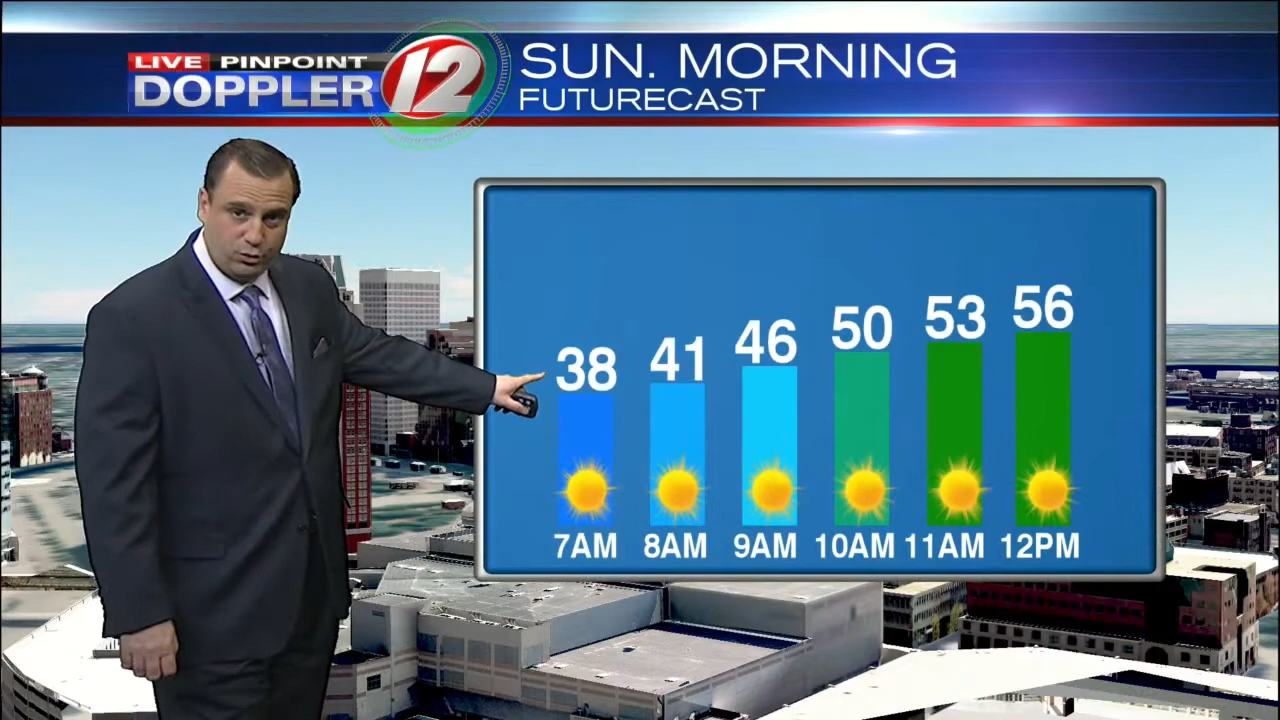 LIVE PINPOINT
DOPPLER 12
SUN. MORNING
FUTURECAST
38 41 46 50 53 56
7AM 8AM 9AM 10AM 11AM 12PM